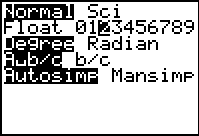 Normal Sci
Float 0123456789
Degree Radian
Ab/c b/c
Autosimp Mansimp